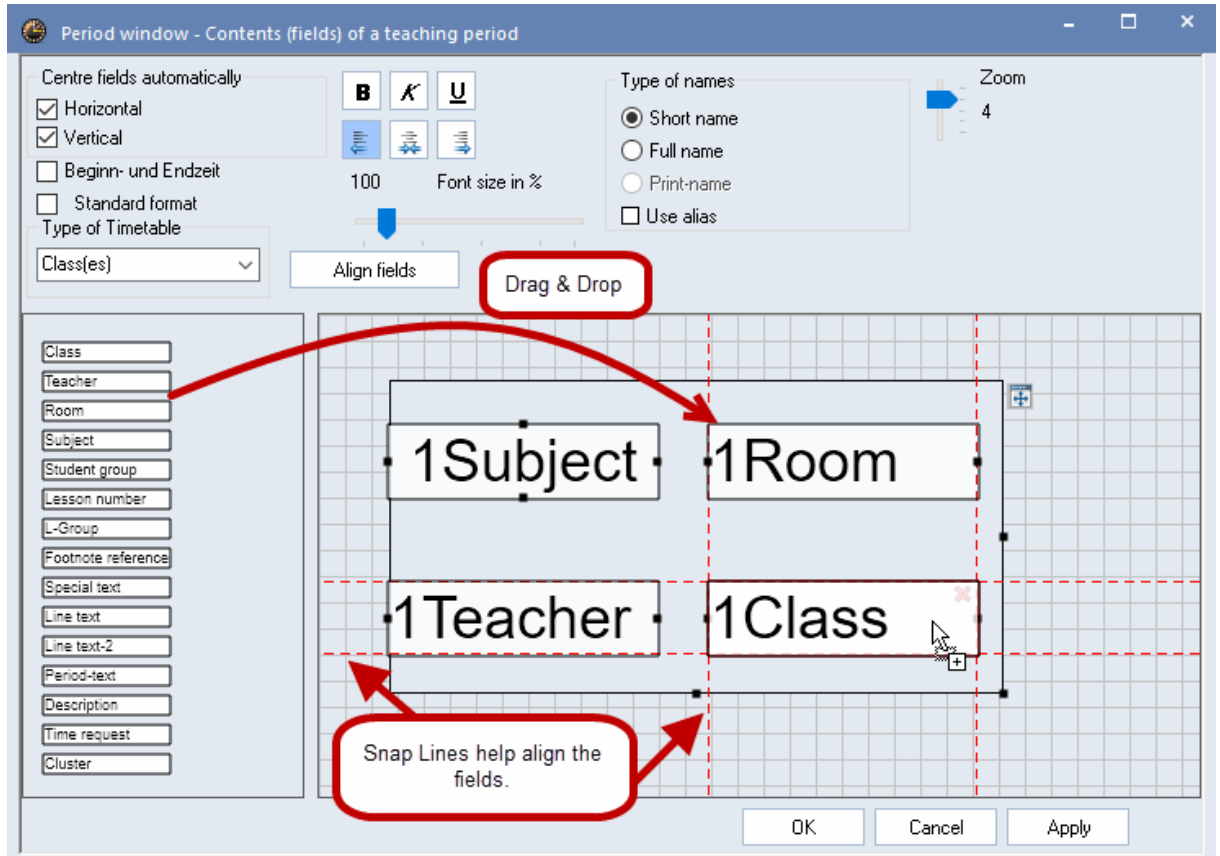 Period window - Contents (fields) of a teaching period
Centre fields automatically
Horizontal
Vertical
Beginn- und Endzeit
Standard format
Type of Timetable
Class(es)
B K U
100 Font size in %
Align fields
Type of names
Short name
Full name
Print-name
Use alias
Zoom
4
Drag & Drop
Class
Teacher
Room
Subject
Student group
Lesson number
L-Group
Footnote reference
Special text
Line text
Line text-2
Period-text
Description
Time request
Cluster
1Subject
1Room
1Teacher
1Class
Snap Lines help align the
fields.
OK
Cancel
Apply